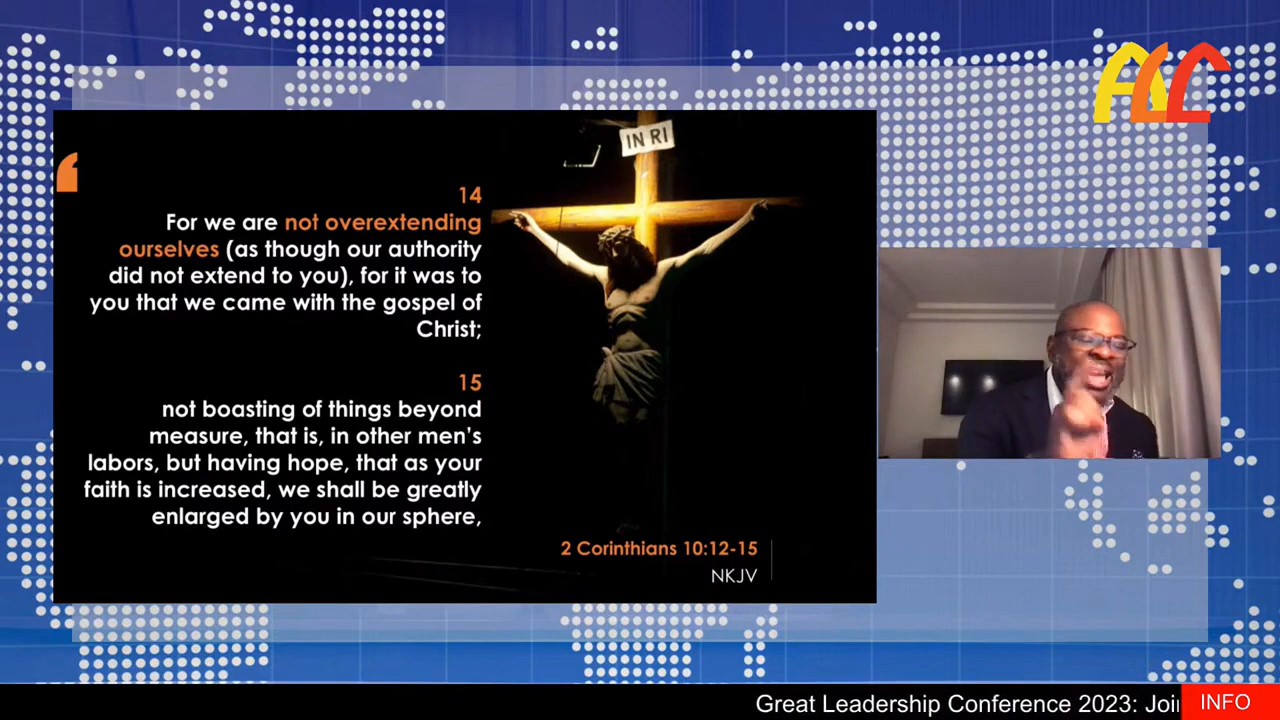 ALC
IN RI
14
For we are not overextending
ourselves (as though our authority
did not extend to you), for it was to
you that we came with the gospel of
Christ;
15
not boasting of things beyond
measure, that is, in other men's
labors, but having hope, that as your
faith is increased, we shall be greatly
enlarged by you in our sphere,
2 Corinthians 10:12-15
NKJV
Great Leadership Conference 2023: Joi
INFO